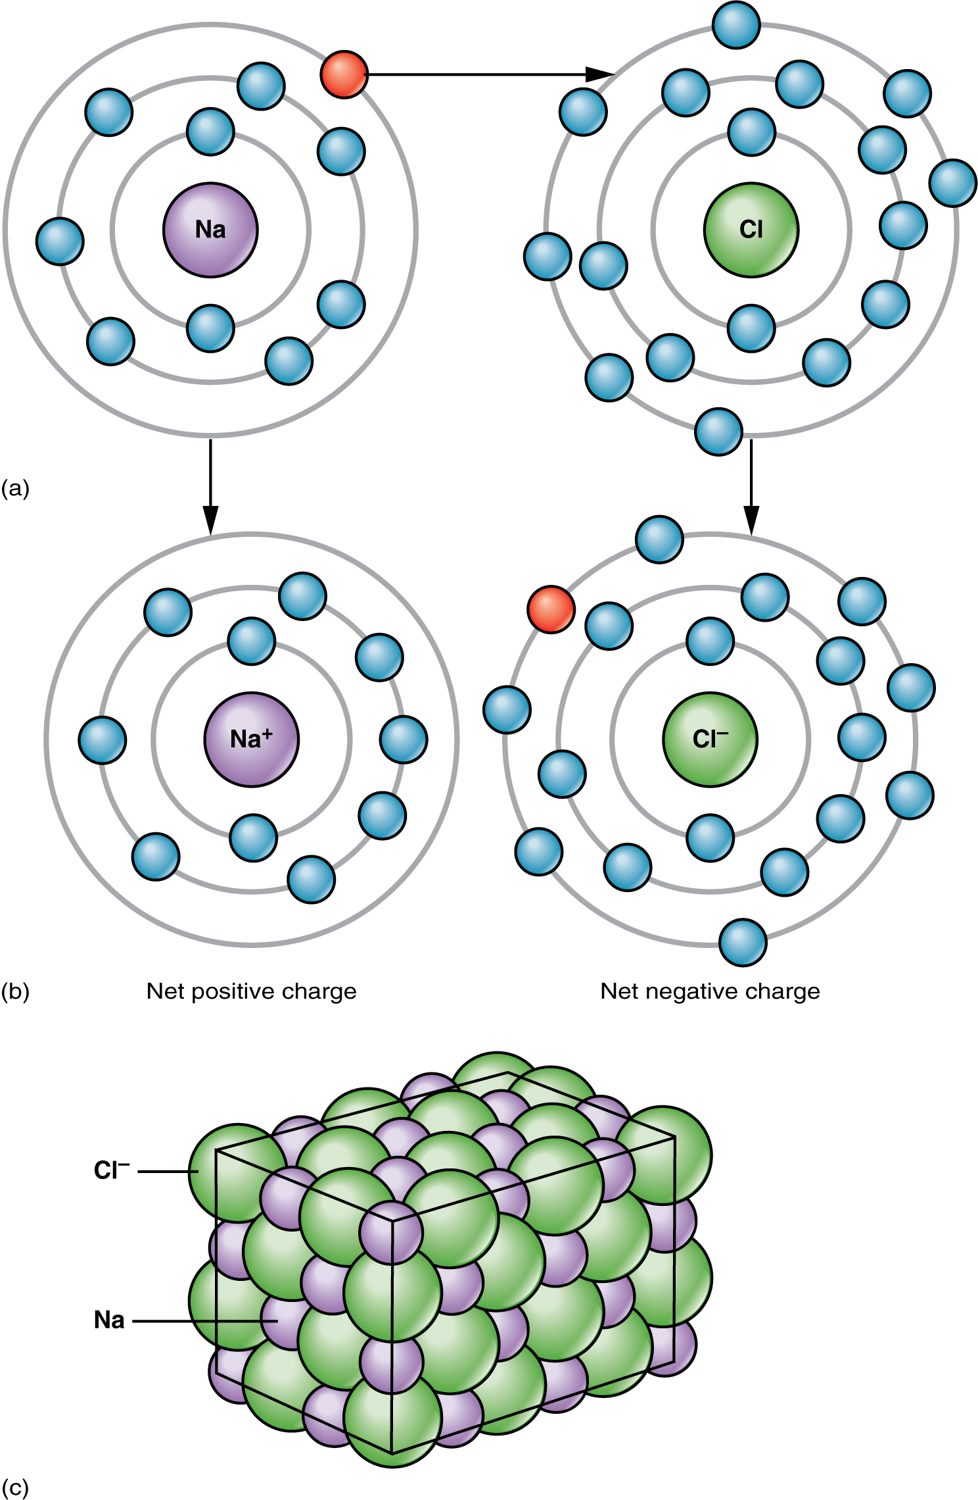 Na
Cl
(a)
Na⁺
Cl⁻
(b)
Net positive charge
Net negative charge
Cl⁻
Na
(c)